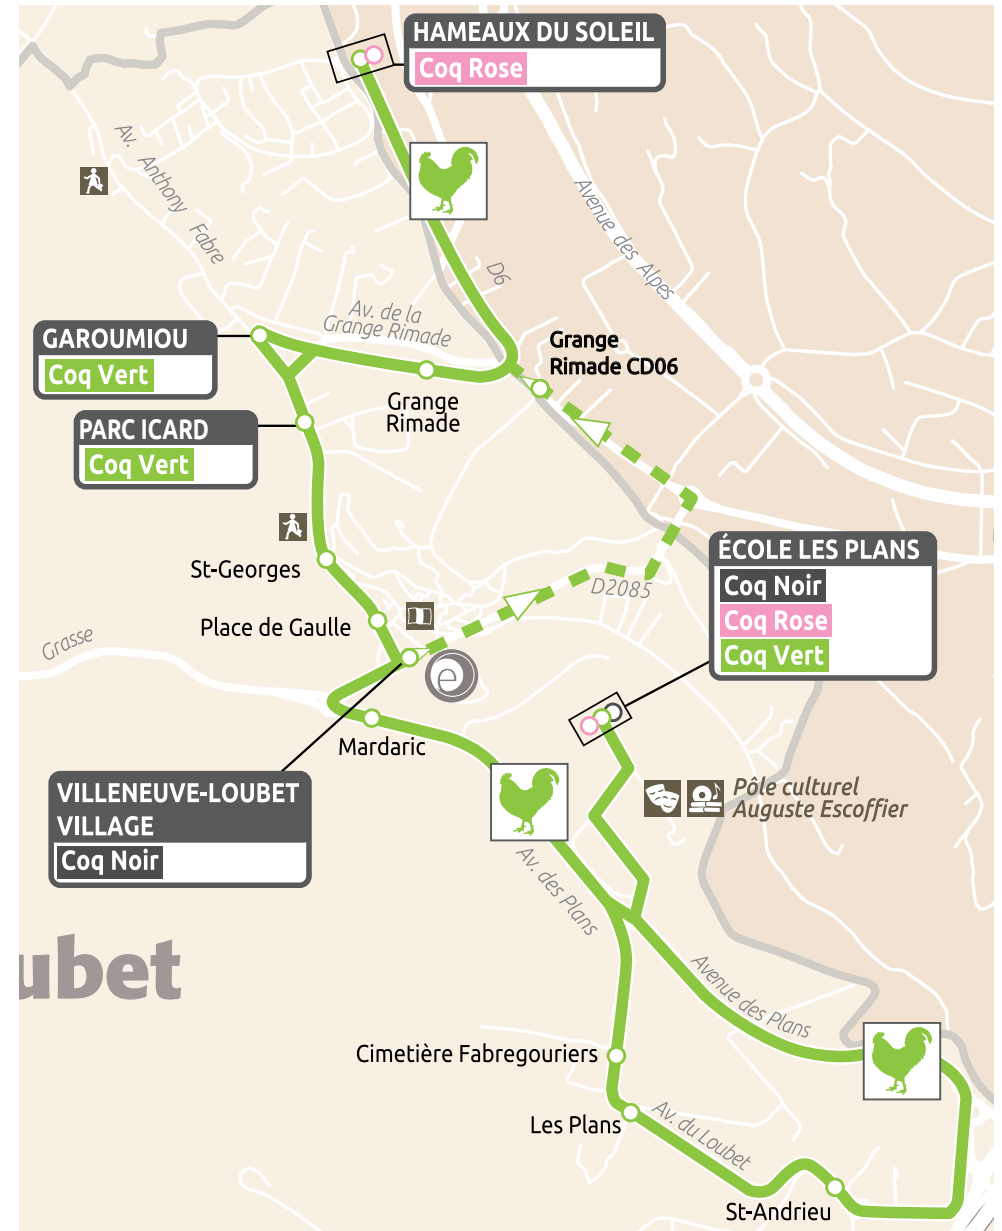 HAMEAUX DU SOLEIL
Coq Rose
Av. Anthony Fabre
Avenue des Alpes
D6
Av. de la
Grange Rimade
GAROUMIOU
Coq Vert
Grange
Rimade CD06
Grange
Rimade
PARC ICARD
Coq Vert
St-Georges
ÉCOLE LES PLANS
Coq Noir
Coq Rose
Coq Vert
D2085
Place de Gaulle
Grasse
e
Mardaric
VILLENEUVE-LOUBET
VILLAGE
Coq Noir
Pôle culturel
Auguste Escoffier
Av. des Plans
ubet
Avenue des Plans
Cimetière Fabregouriers
Les Plans
Av. du Loubet
St-Andrieu